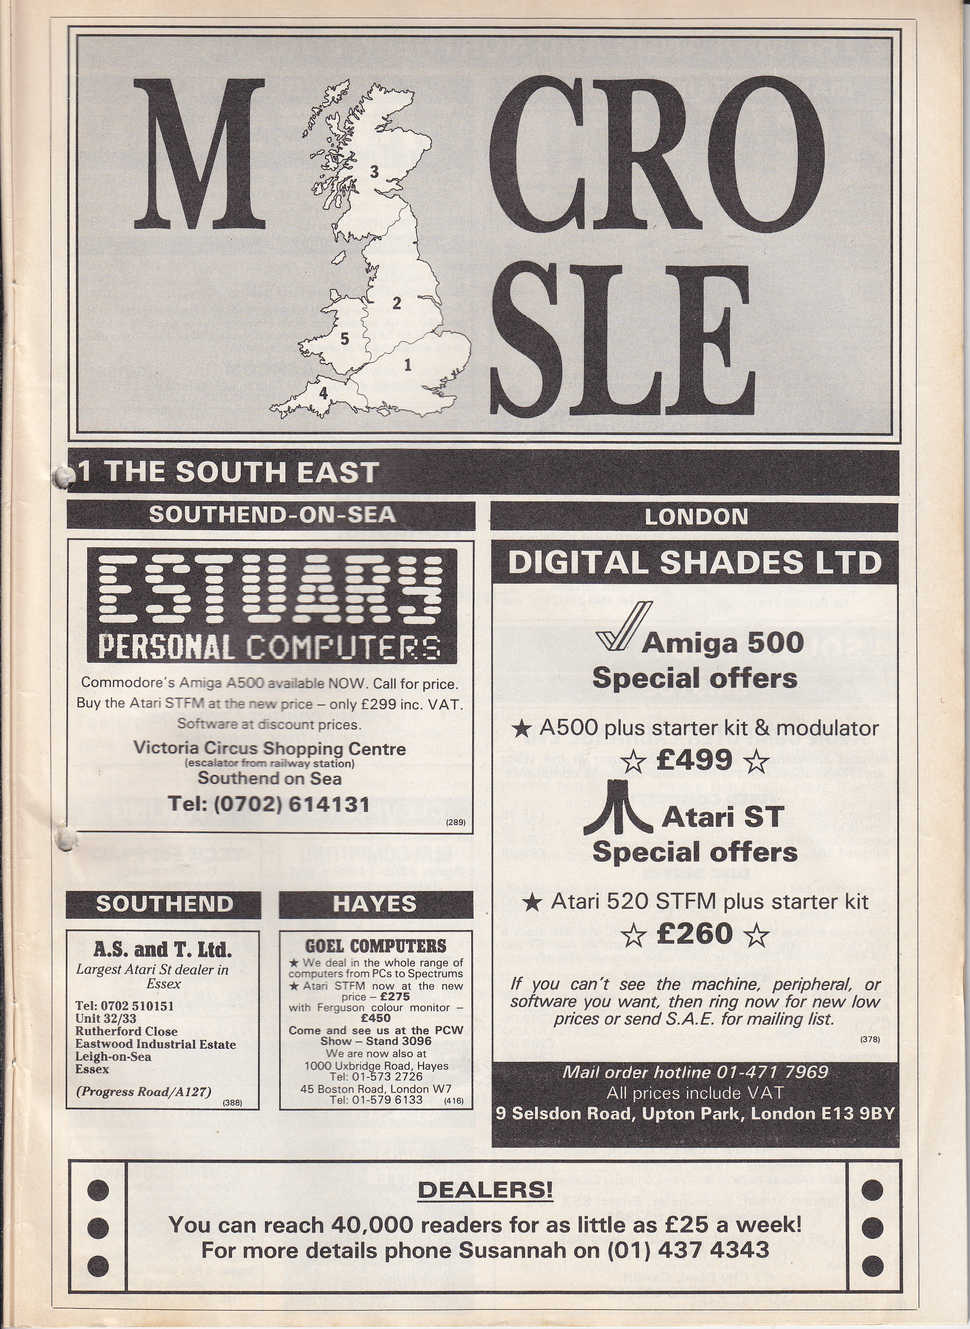 M CRO
SLE
3
2
5
1
4
1 THE SOUTH EAST
SOUTHEND-ON-SEA
ESTUARY
PERSONAL COMPUTERS
Commodore's Amiga A500 available NOW. Call for price.
Buy the Atari STFM at the new price – only £299 inc. VAT.
Software at discount prices.
Victoria Circus Shopping Centre
(escalator from railway station)
Southend on Sea
Tel: (0702) 614131
(289)
SOUTHEND
A.S. and T. Ltd.
Largest Atari St dealer in
Essex
Tel: 0702 510151
Unit 32/33
Rutherford Close
Eastwood Industrial Estate
Leigh-on-Sea
Essex
(Progress Road/A127)
(388)
HAYES
GOEL COMPUTERS
★ We deal in the whole range of
computers from PCs to Spectrums
★ Atari STFM now at the new
price – £275
with Ferguson colour monitor –
£450
Come and see us at the PCW
Show – Stand 3096
We are now also at
1000 Uxbridge Road, Hayes
Tel: 01-573 2726
45 Boston Road, London W7
Tel: 01-579 6133
(416)
LONDON
DIGITAL SHADES LTD
Amiga 500
Special offers
★ A500 plus starter kit & modulator
☆ £499 ☆
Atari ST
Special offers
★ Atari 520 STFM plus starter kit
☆ £260 ☆
If you can't see the machine, peripheral, or
software you want, then ring now for new low
prices or send S.A.E. for mailing list.
(378)
Mail order hotline 01-471 7969
All prices include VAT
9 Selsdon Road, Upton Park, London E13 9BY
DEALERS!
You can reach 40,000 readers for as little as £25 a week!
For more details phone Susannah on (01) 437 4343